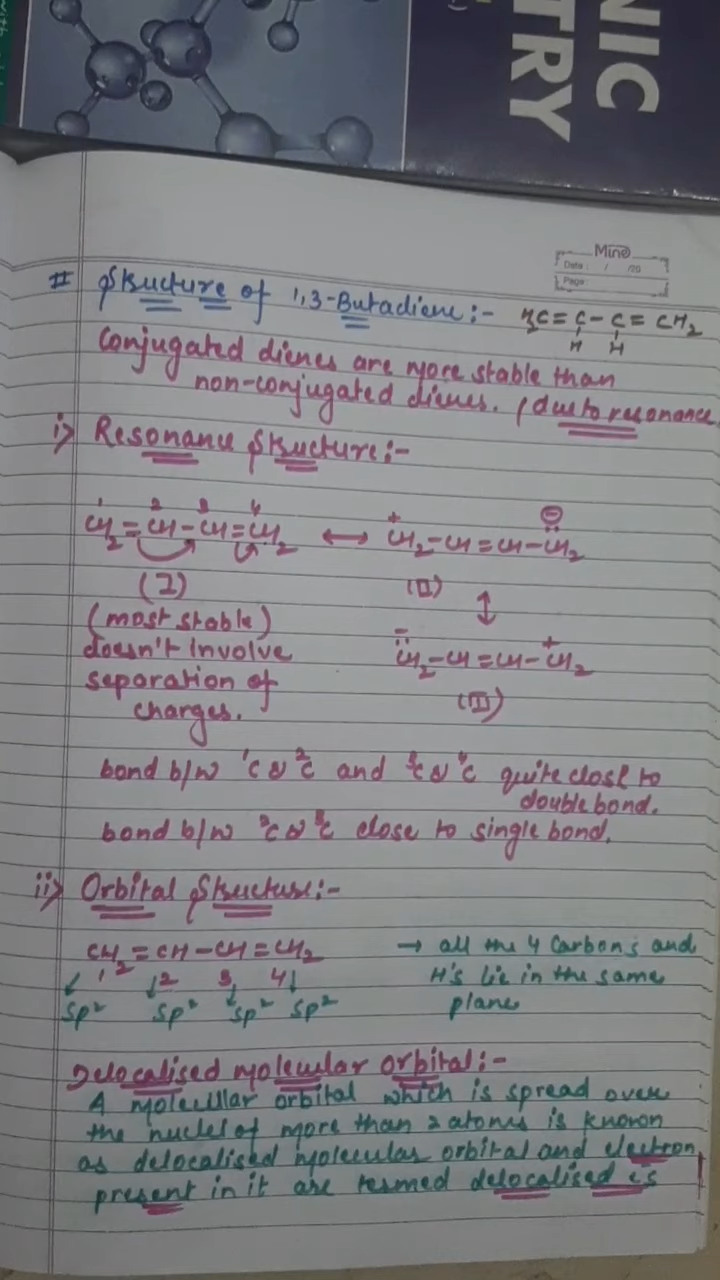 NIC
TRY
Mino
Date : / /20
Page:
# Structure of 1,3-Butadiene:- H₂C=C-C=CH₂
H H
Conjugated dienes are more stable than
non-conjugated dienes. (due to resonance
i) Resonance Structure:-
1 2 3 4
CH₂=CH-CH=CH₂ ↔ +CH₂-CH=CH-C̈H₂ ⊖
(I) (II)
↕
(most stable)
doesn't involve
separation of
charges.
-C̈H₂-CH=CH-CH₂+
(III)
bond b/w ¹C & ²C and ³C & ⁴C quite close to
double bond.
bond b/w ²C & ³C close to single bond.
ii) Orbital Structure:-
CH₂=CH-CH=CH₂
1 2 3 4
sp² sp² sp² sp²
→ all the 4 Carbons and
H's lie in the same
plane
Delocalised molecular orbital:-
A molecular orbital which is spread over
the nuclei of more than 2 atoms is known
as delocalised molecular orbital and electron
present in it are termed delocalised es